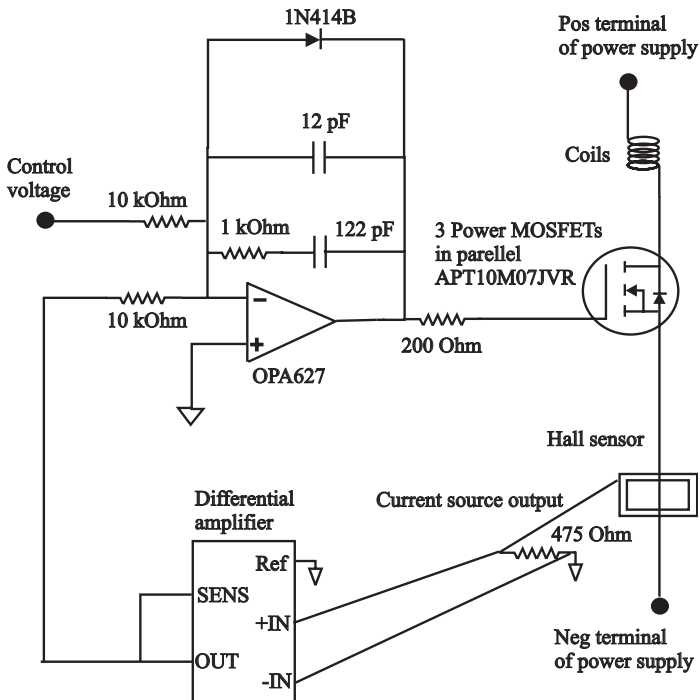 1N414B
Pos terminal
of power supply
12 pF
Coils
Control
voltage
10 kOhm
1 kOhm
122 pF
3 Power MOSFETs
in parellel
APT10M07JVR
10 kOhm
−
+
OPA627
200 Ohm
Hall sensor
Differential
amplifier
Current source output
475 Ohm
Ref
SENS
+IN
OUT
-IN
Neg terminal
of power supply